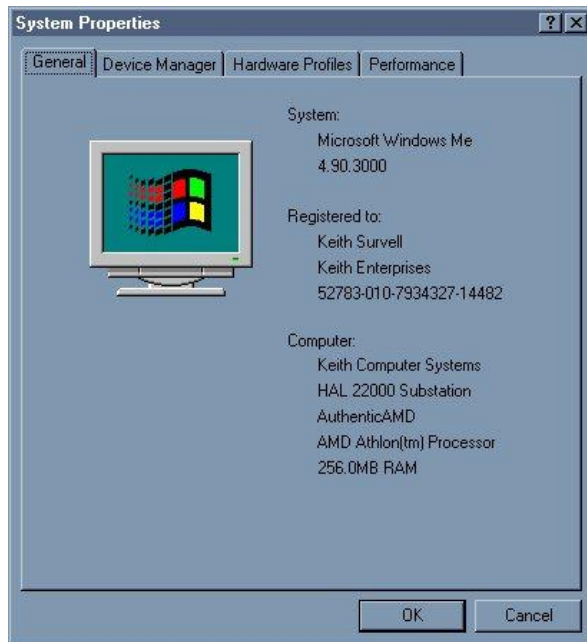 System Properties
General Device Manager Hardware Profiles Performance
System:
Microsoft Windows Me
4.90.3000
Registered to:
Keith Survell
Keith Enterprises
52783-010-7934327-14482
Computer:
Keith Computer Systems
HAL 22000 Substation
AuthenticAMD
AMD Athlon(tm) Processor
256.0MB RAM
OK Cancel